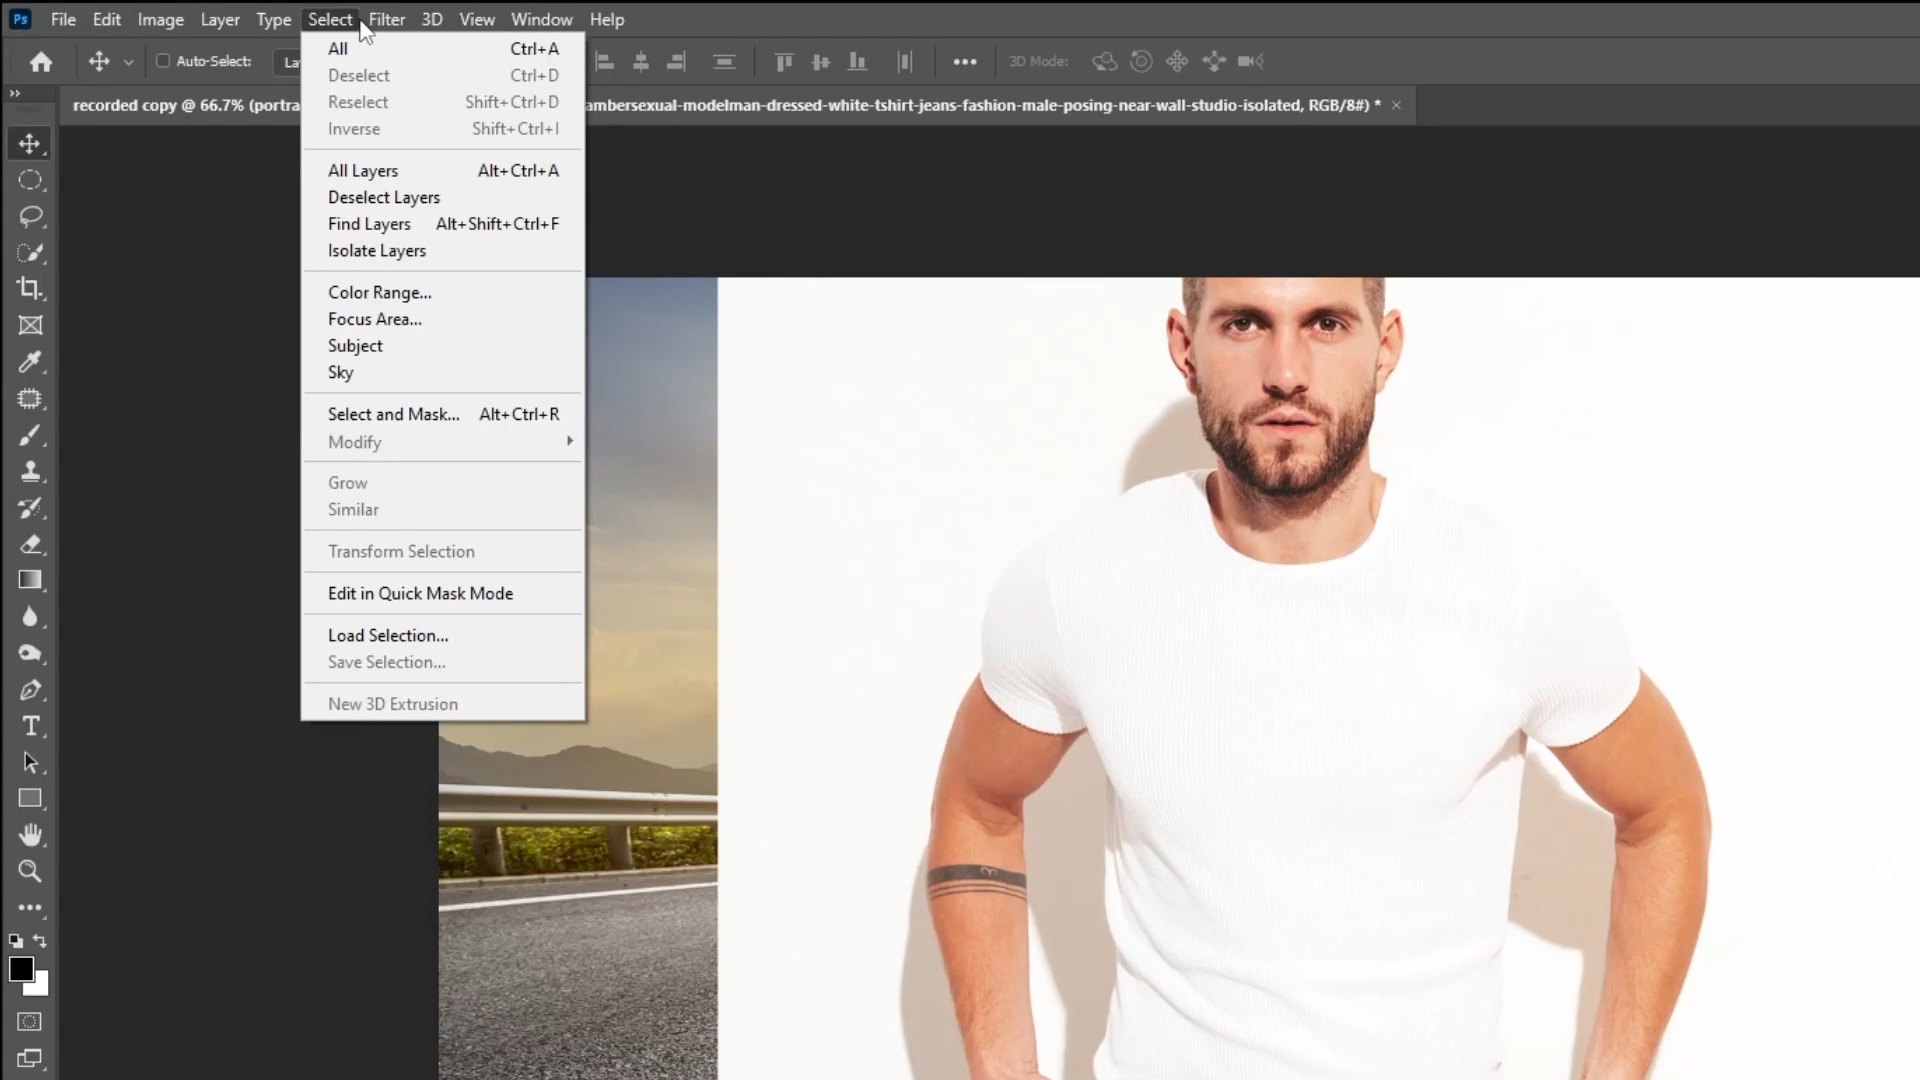 Ps File Edit Image Layer Type Select Filter 3D View Window Help
Auto-Select: La 3D Mode:
recorded copy @ 66.7% (portra ambersexual-modelman-dressed-white-tshirt-jeans-fashion-male-posing-near-wall-studio-isolated, RGB/8#) *
All Ctrl+A
Deselect Ctrl+D
Reselect Shift+Ctrl+D
Inverse Shift+Ctrl+I
All Layers Alt+Ctrl+A
Deselect Layers
Find Layers Alt+Shift+Ctrl+F
Isolate Layers
Color Range...
Focus Area...
Subject
Sky
Select and Mask... Alt+Ctrl+R
Modify
Grow
Similar
Transform Selection
Edit in Quick Mask Mode
Load Selection...
Save Selection...
New 3D Extrusion